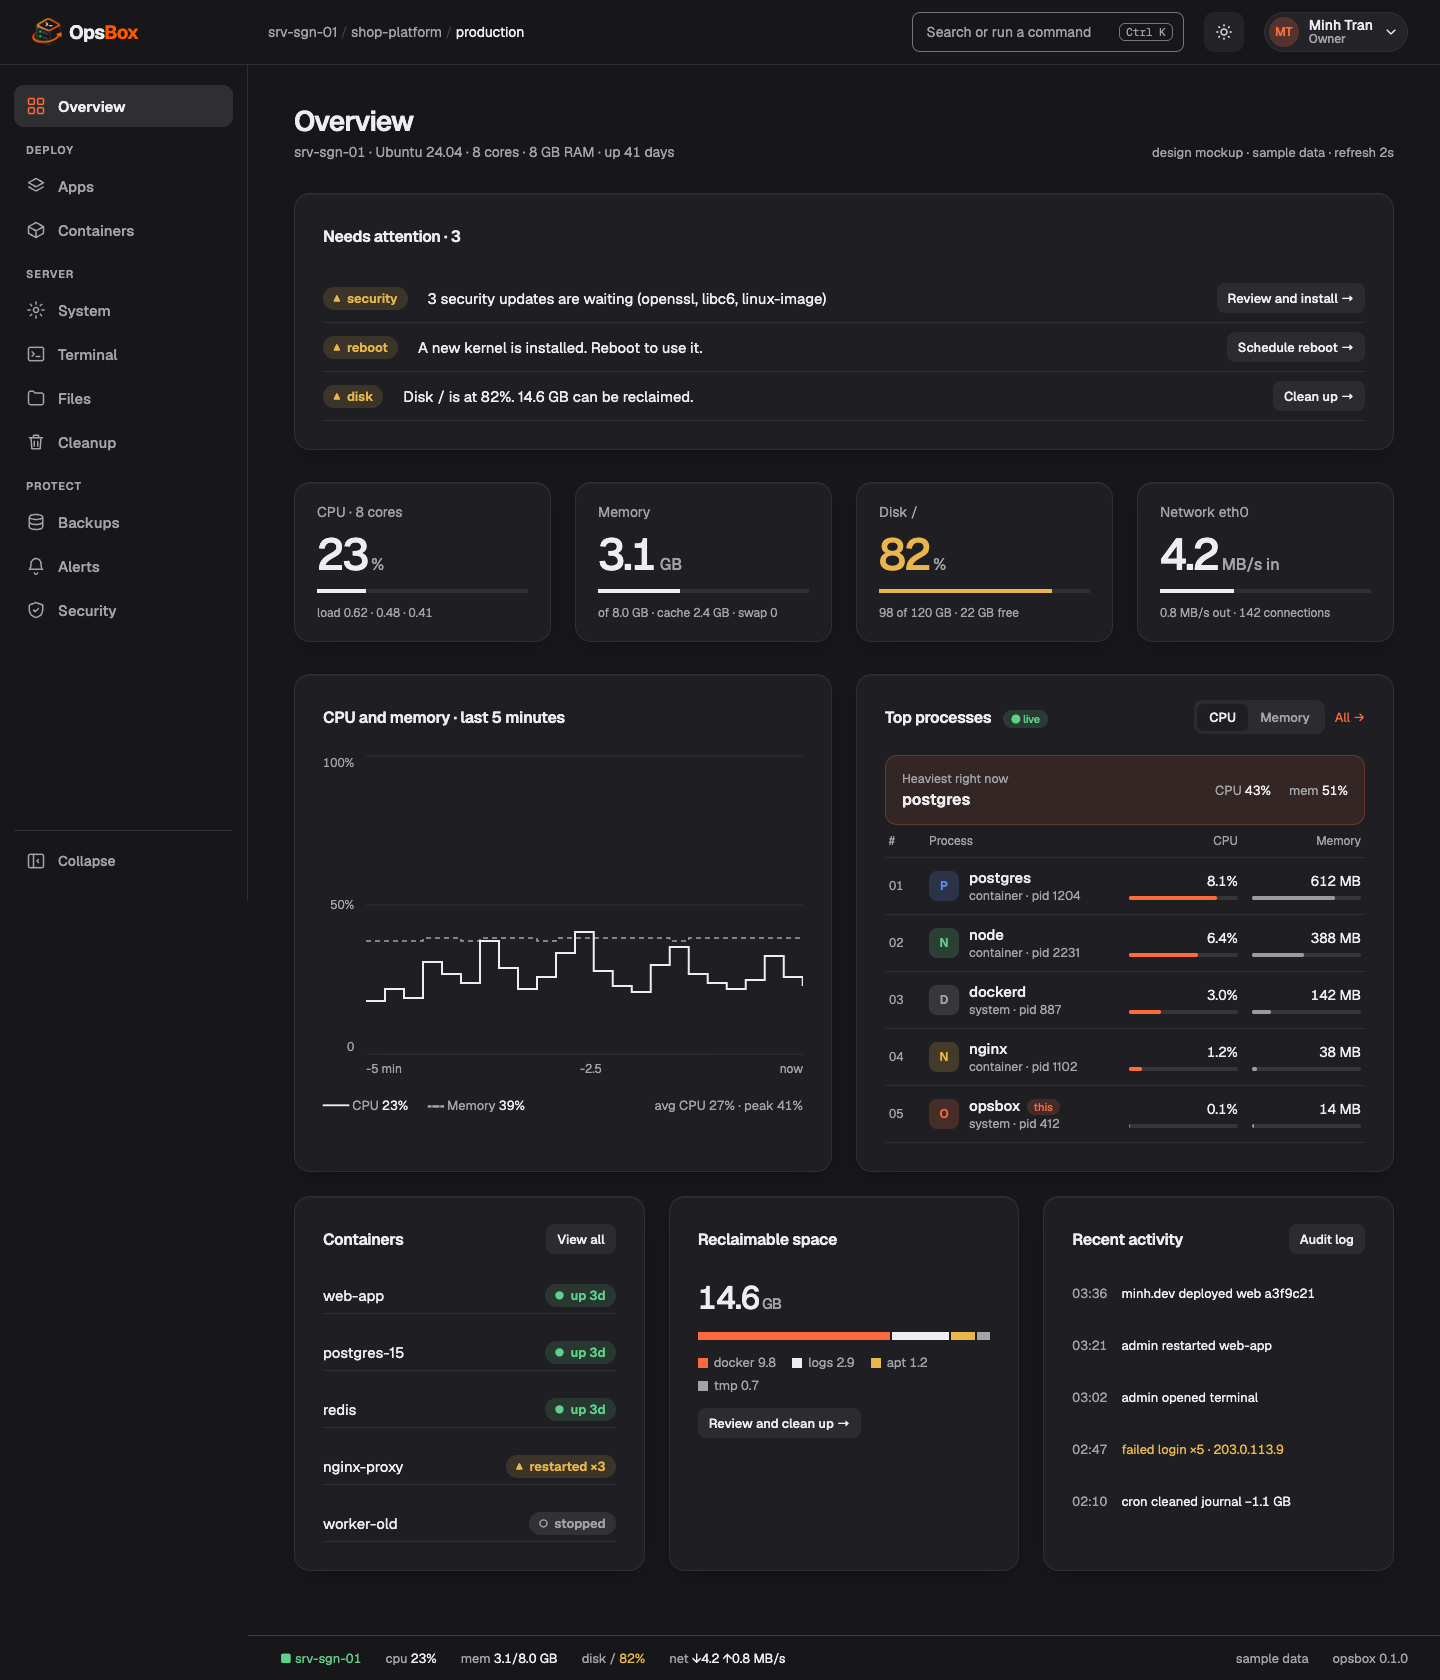 OpsBox
srv-sgn-01 / shop-platform / production
Search or run a command
Ctrl K
MT
Minh Tran
Owner
Overview
DEPLOY
Apps
Containers
SERVER
System
Terminal
Files
Cleanup
PROTECT
Backups
Alerts
Security
Collapse
Overview
srv-sgn-01 · Ubuntu 24.04 · 8 cores · 8 GB RAM · up 41 days
design mockup · sample data · refresh 2s
Needs attention · 3
▲ security 3 security updates are waiting (openssl, libc6, linux-image) Review and install →
▲ reboot A new kernel is installed. Reboot to use it. Schedule reboot →
▲ disk Disk / is at 82%. 14.6 GB can be reclaimed. Clean up →
CPU · 8 cores
23 %
load 0.62 · 0.48 · 0.41
Memory
3.1 GB
of 8.0 GB · cache 2.4 GB · swap 0
Disk /
82 %
98 of 120 GB · 22 GB free
Network eth0
4.2 MB/s in
0.8 MB/s out · 142 connections
CPU and memory · last 5 minutes
100%
50%
0
-5 min -2.5 now
CPU 23% Memory 39% avg CPU 27% · peak 41%
Top processes ● live CPU Memory All →
Heaviest right now
postgres
CPU 43% mem 51%
# Process CPU Memory
01 P postgres 8.1% 612 MB
container · pid 1204
02 N node 6.4% 388 MB
container · pid 2231
03 D dockerd 3.0% 142 MB
system · pid 887
04 N nginx 1.2% 38 MB
container · pid 1102
05 O opsbox this 0.1% 14 MB
system · pid 412
Containers View all
web-app ● up 3d
postgres-15 ● up 3d
redis ● up 3d
nginx-proxy ▲ restarted ×3
worker-old ○ stopped
Reclaimable space
14.6 GB
docker 9.8 logs 2.9 apt 1.2
tmp 0.7
Review and clean up →
Recent activity Audit log
03:36 minh.dev deployed web a3f9c21
03:21 admin restarted web-app
03:02 admin opened terminal
02:47 failed login ×5 · 203.0.113.9
02:10 cron cleaned journal −1.1 GB
srv-sgn-01 cpu 23% mem 3.1/8.0 GB disk / 82% net ↓4.2 ↑0.8 MB/s sample data opsbox 0.1.0